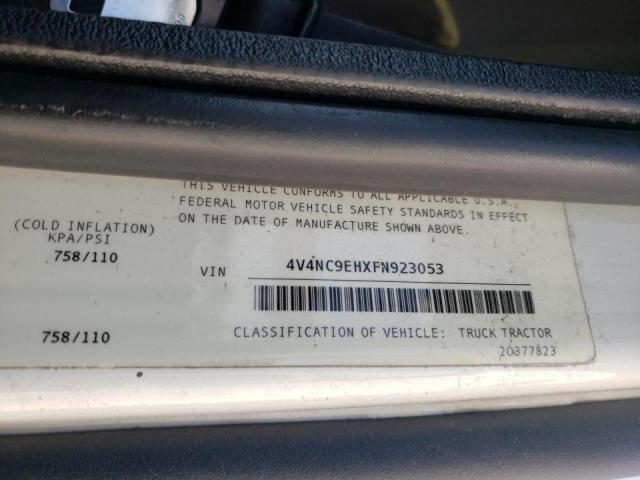 THIS VEHICLE CONFORMS TO ALL APPLICABLE U.S.A.
FEDERAL MOTOR VEHICLE SAFETY STANDARDS IN EFFECT
ON THE DATE OF MANUFACTURE SHOWN ABOVE.
(COLD INFLATION)
KPA/PSI
758/110
VIN 4V4NC9EHXFN923053
758/110
CLASSIFICATION OF VEHICLE: TRUCK TRACTOR
20377823